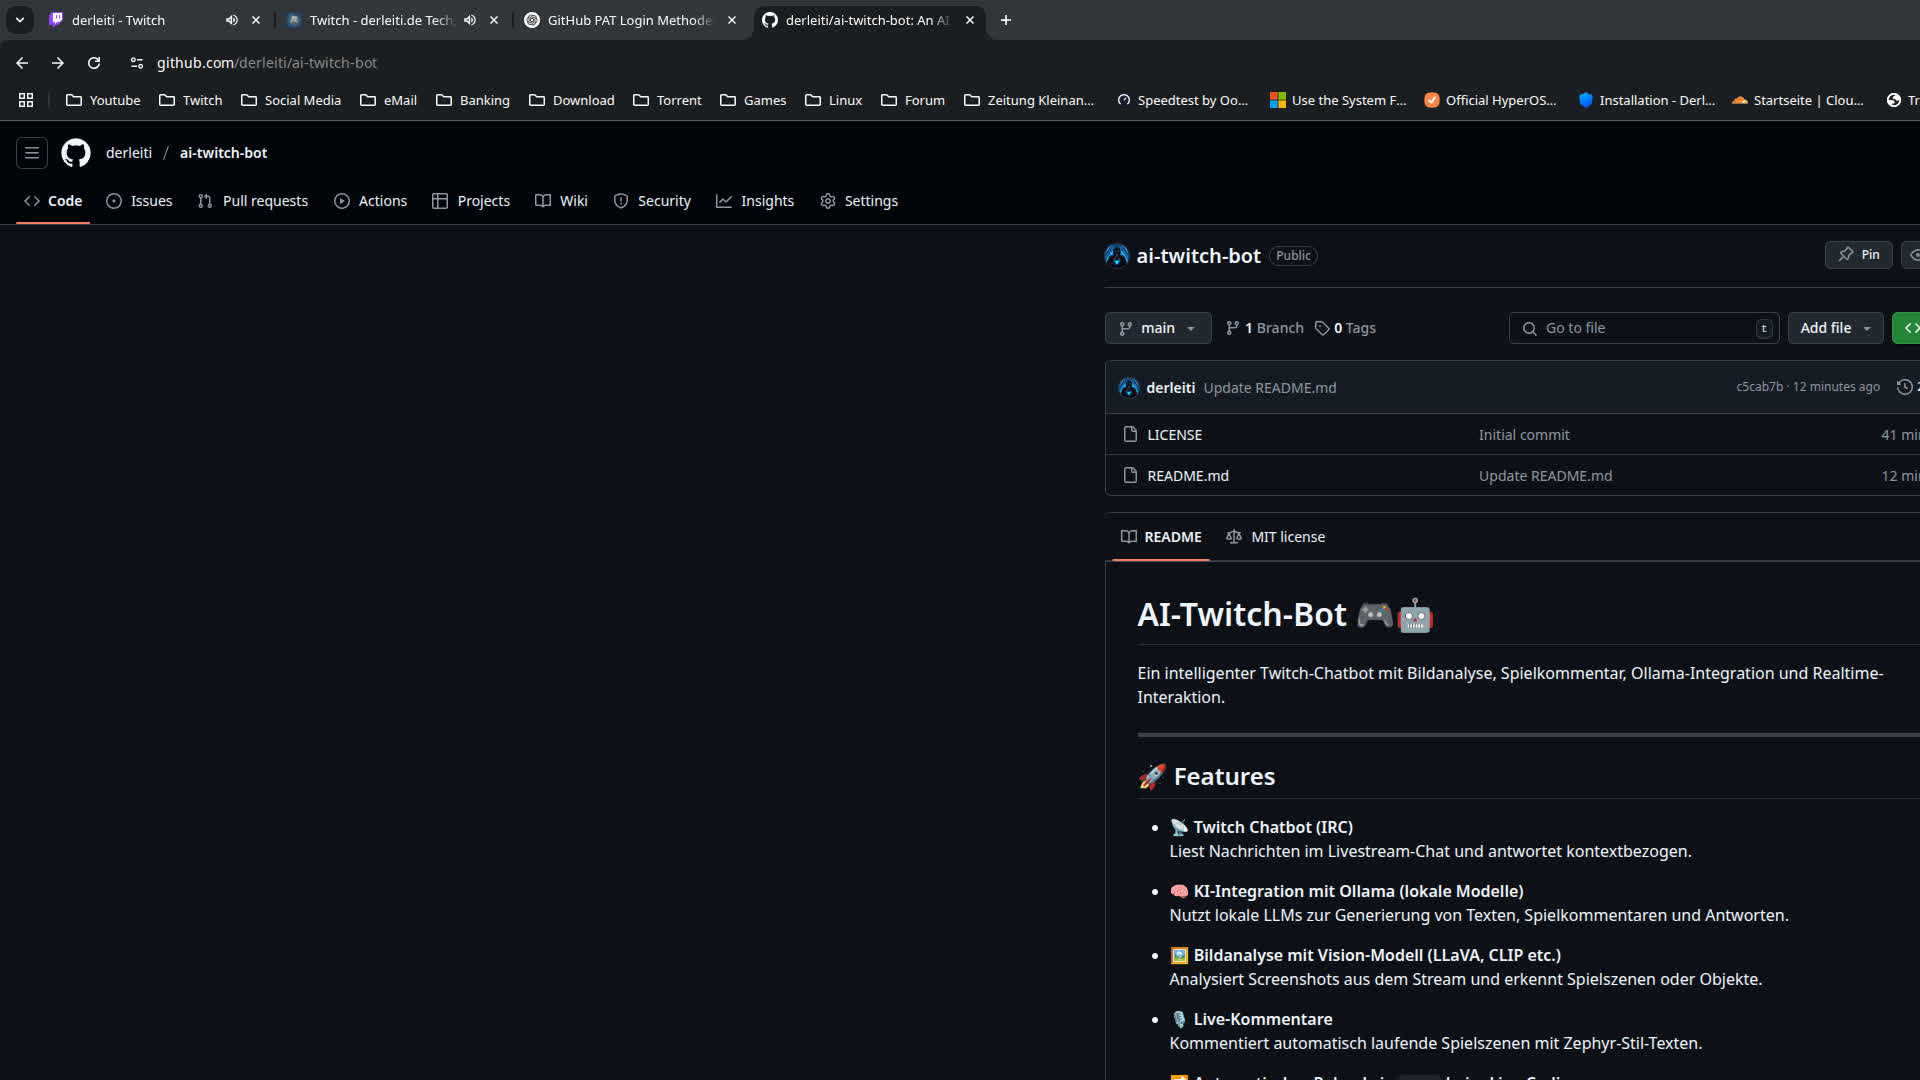 derleiti - Twitch
Twitch - derleiti.de Tech
GitHub PAT Login Methode
derleiti/ai-twitch-bot: An AI
github.com/derleiti/ai-twitch-bot
Youtube
Twitch
Social Media
eMail
Banking
Download
Torrent
Games
Linux
Forum
Zeitung Kleinan...
Speedtest by Oo...
Use the System F...
Official HyperOS...
Installation - Derl...
Startseite | Clou...
derleiti / ai-twitch-bot
Code
Issues
Pull requests
Actions
Projects
Wiki
Security
Insights
Settings
ai-twitch-bot Public
Pin
main
1 Branch
0 Tags
Go to file t
Add file
derleiti Update README.md c5cab7b · 12 minutes ago
LICENSE Initial commit 41
README.md Update README.md 12
README
MIT license
AI-Twitch-Bot 🎮🤖
Ein intelligenter Twitch-Chatbot mit Bildanalyse, Spielkommentar, Ollama-Integration und Realtime-
Interaktion.
🚀 Features
• 📡 Twitch Chatbot (IRC)
Liest Nachrichten im Livestream-Chat und antwortet kontextbezogen.
• 🧠 KI-Integration mit Ollama (lokale Modelle)
Nutzt lokale LLMs zur Generierung von Texten, Spielkommentaren und Antworten.
• 🖼️ Bildanalyse mit Vision-Modell (LLaVA, CLIP etc.)
Analysiert Screenshots aus dem Stream und erkennt Spielszenen oder Objekte.
• 🎙️ Live-Kommentare
Kommentiert automatisch laufende Spielszenen mit Zephyr-Stil-Texten.